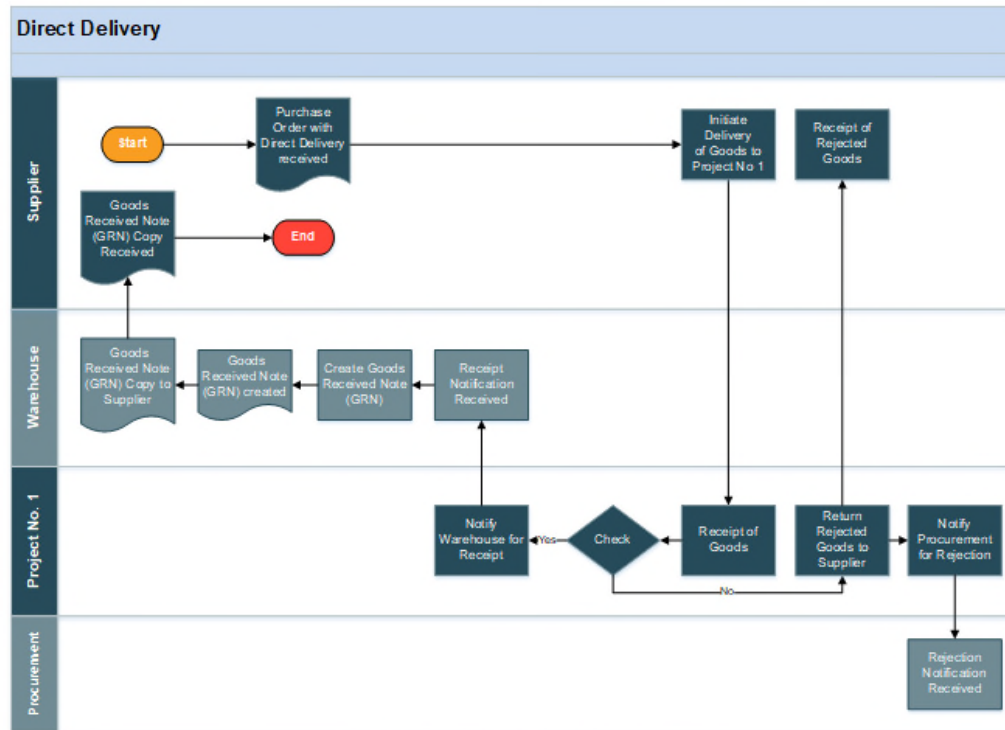 Direct Delivery
Supplier
Start
Purchase
Order with
Direct Delivery
received
Initiate
Delivery
of Goods to
Project No 1
Receipt of
Rejected
Goods
Goods
Received Note
(GRN) Copy
Received
End
Warehouse
Goods
Received Note
(GRN) Copy to
Supplier
Goods
Received Note
(GRN) created
Create Goods
Received Note
(GRN)
Receipt
Notification
Received
Project No. 1
Notify
Warehouse for
Receipt
Yes
Check
Receipt of
Goods
Return
Rejected
Goods to
Supplier
Notify
Procurement
for Rejection
No
Procurement
Rejection
Notification
Received